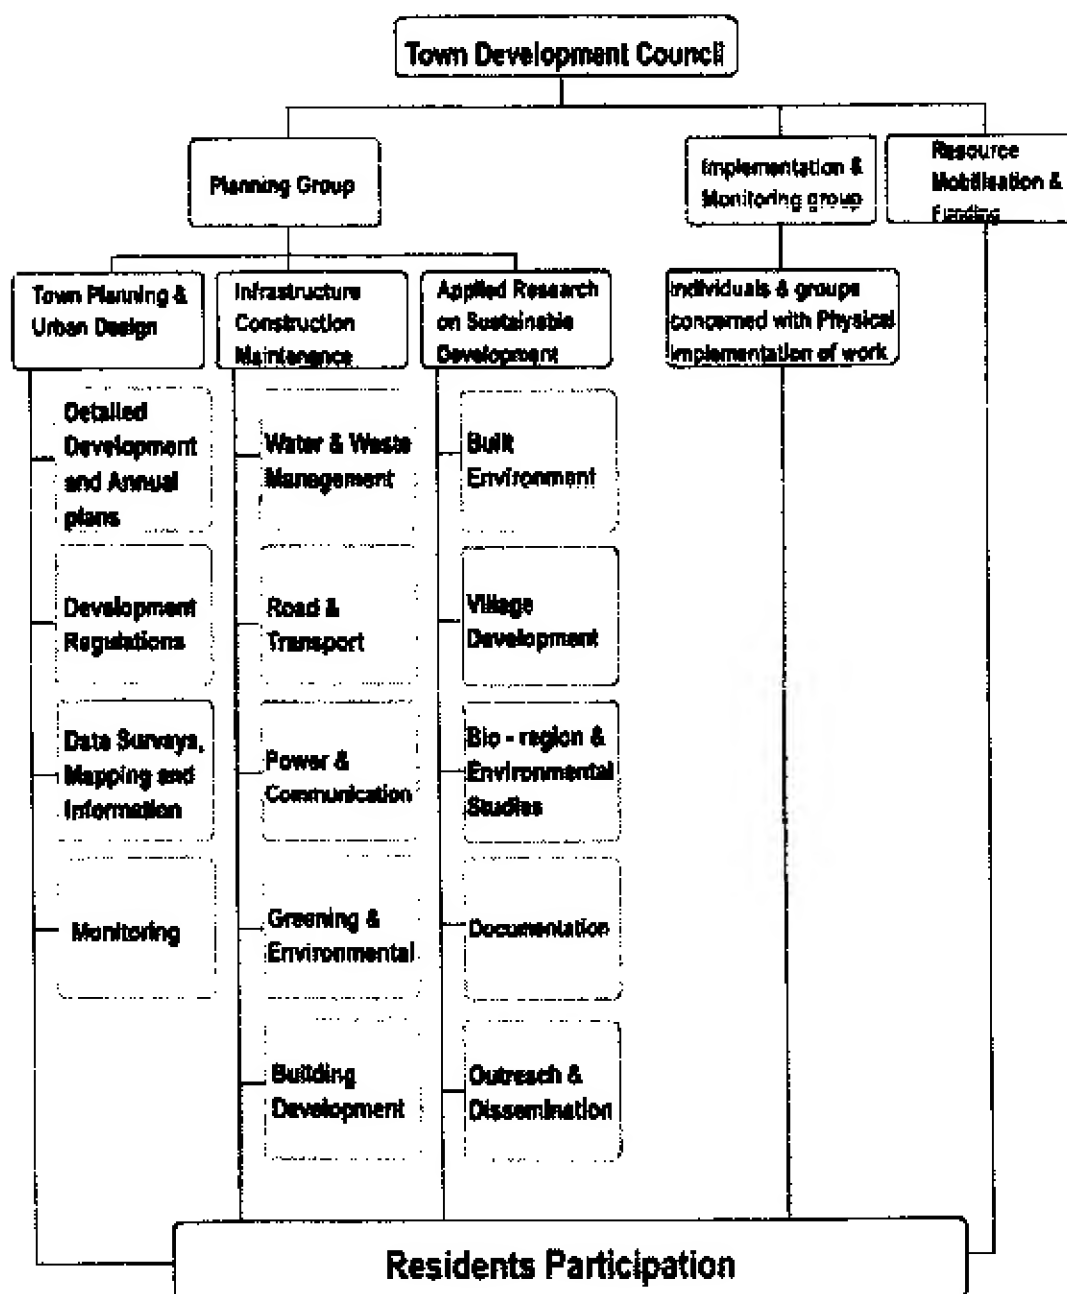 Town Development Council
Planning Group
Implementation &
Monitoring group
Resource
Mobilisation &
Funding
Town Planning &
Urban Design
Infrastructure
Construction
Maintenence
Applied Research
on Sustainable
Development
Individuals & groups
concerned with Physical
implementation of work
Detailed
Development
and Annual
plans
Development
Regulations
Data Surveys,
Mapping and
Information
Monitoring
Water & Waste
Management
Road &
Transport
Power &
Communication
Greening &
Environmental
Building
Development
Built
Environment
Village
Development
Bio - region &
Environmental
Studies
Documentation
Outreach &
Dissemination
Residents Participation